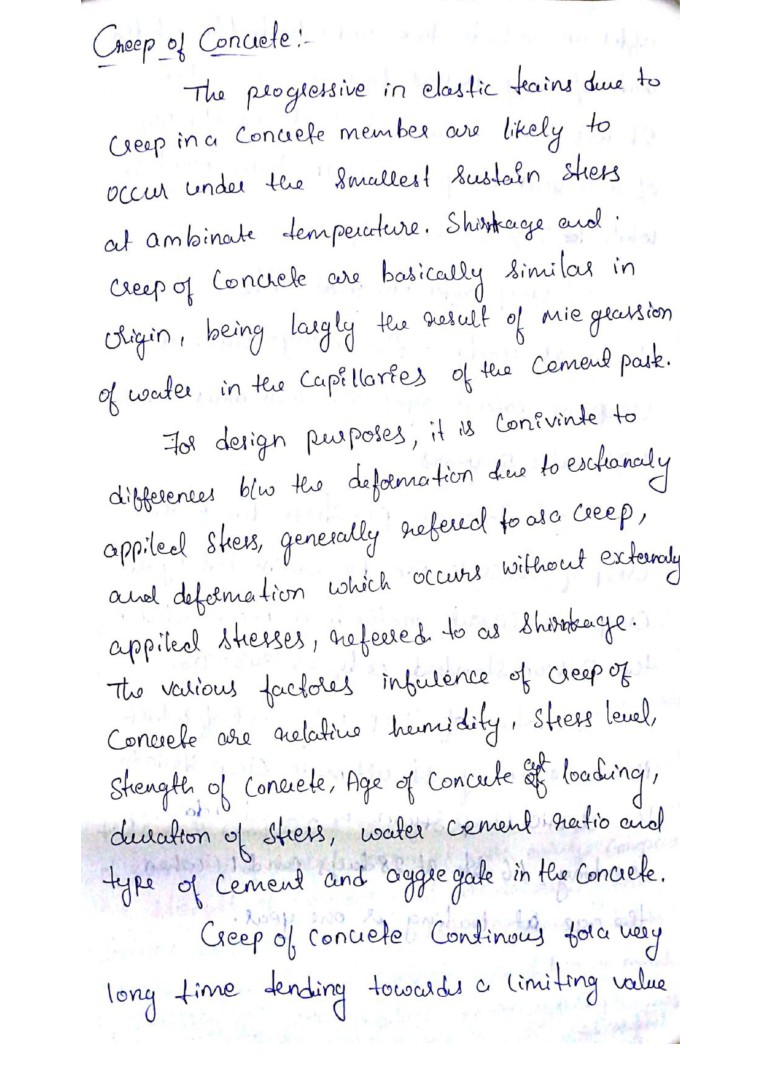 Creep of Concrete:-
The progressive in elastic trains due to
creep in a concrete member are likely to
occur under the smallest sustain stress
at ambinate temperature. Shirnkage and
creep of concrete are basically similar in
origin, being largly the result of mie grassion
of water in the capillaries of the cement pask.
For design purposes, it is conivinte to
differences b/w the deformation due to esctranaly
appiled stress, generally refered to as a creep,
and deformation which occurs without externaly
appiled stresses, refeered to as shirnkage.
The various factores infulence of creep of
concrete are relative humidity, stress level,
strength of concrete, Age of concrete at loading,
duration of stress, water cement ratio and
type of cement and aggregate in the concrete.
Creep of concrete continous for a very
long time tending towards a limiting value